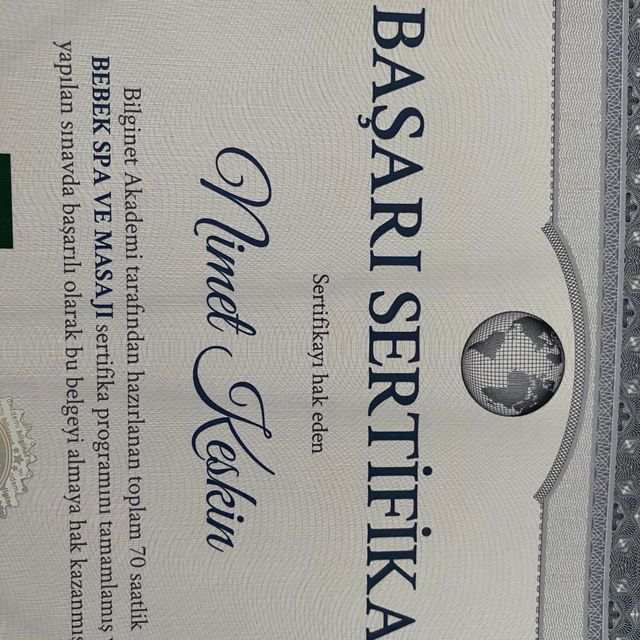 BAŞARI SERTİFİKA
Sertifikayı hak eden
Nimet Keskin
Bilginet Akademi tarafından hazırlanan toplam 70 saatlik
BEBEK SPA VE MASAJI sertifika programını tamamlamış
yapılan sınavda başarılı olarak bu belgeyi almaya hak kazanmış